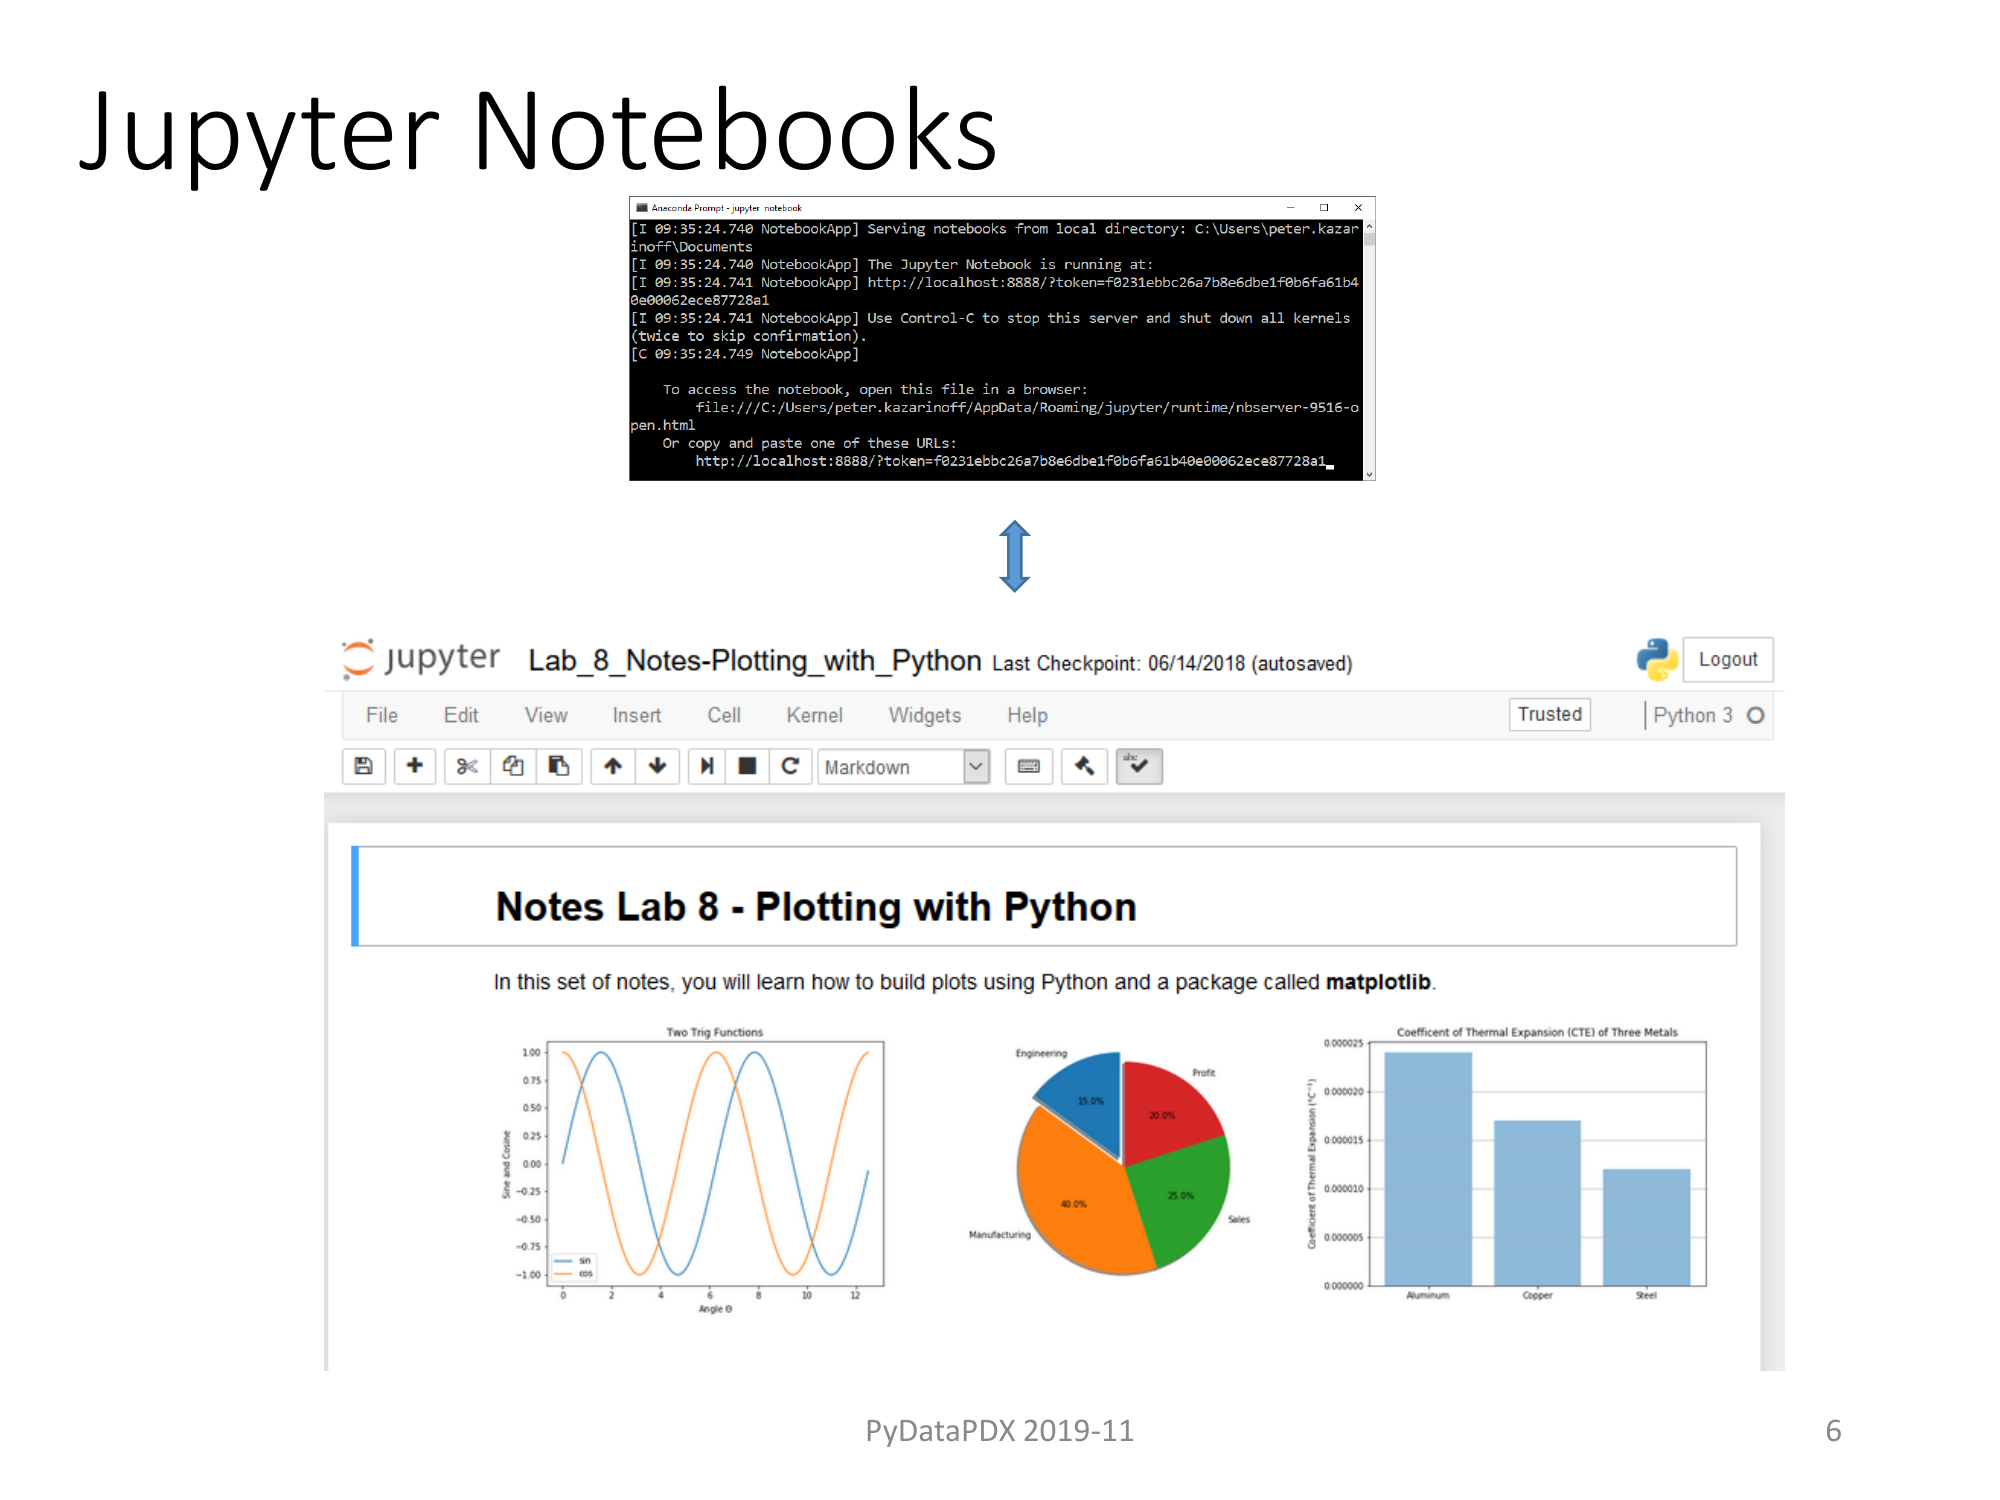 Jupyter Notebooks
Anaconda Prompt - jupyter notebook
[I 09:35:24.740 NotebookApp] Serving notebooks from local directory: C:\Users\peter.kazar
inoff\Documents
[I 09:35:24.740 NotebookApp] The Jupyter Notebook is running at:
[I 09:35:24.741 NotebookApp] http://localhost:8888/?token=f0231ebbc26a7b8e6dbe1f0b6fa61b4
0e00062ece87728a1
[I 09:35:24.741 NotebookApp] Use Control-C to stop this server and shut down all kernels
(twice to skip confirmation).
[C 09:35:24.749 NotebookApp]
To access the notebook, open this file in a browser:
file:///C:/Users/peter.kazarinoff/AppData/Roaming/jupyter/runtime/nbserver-9516-o
pen.html
Or copy and paste one of these URLs:
http://localhost:8888/?token=f0231ebbc26a7b8e6dbe1f0b6fa61b40e00062ece87728a1
jupyter Lab_8_Notes-Plotting_with_Python Last Checkpoint: 06/14/2018 (autosaved)
Logout
File Edit View Insert Cell Kernel Widgets Help
Trusted
Python 3
Markdown
abc
Notes Lab 8 - Plotting with Python
In this set of notes, you will learn how to build plots using Python and a package called matplotlib.
Two Trig Functions
1.00
0.75
0.50
0.25
0.00
−0.25
−0.50
−0.75
−1.00
Sine and Cosine
sin
cos
0 2 4 6 8 10 12
Angle Θ
Engineering
Profit
15.0%
20.0%
25.0%
40.0%
Sales
Manufacturing
Coefficent of Thermal Expansion (CTE) of Three Metals
0.000025
0.000020
0.000015
0.000010
0.000005
0.000000
Coefficient of Thermal Expansion (°C⁻¹)
Aluminum Copper Steel
PyDataPDX 2019-11
6